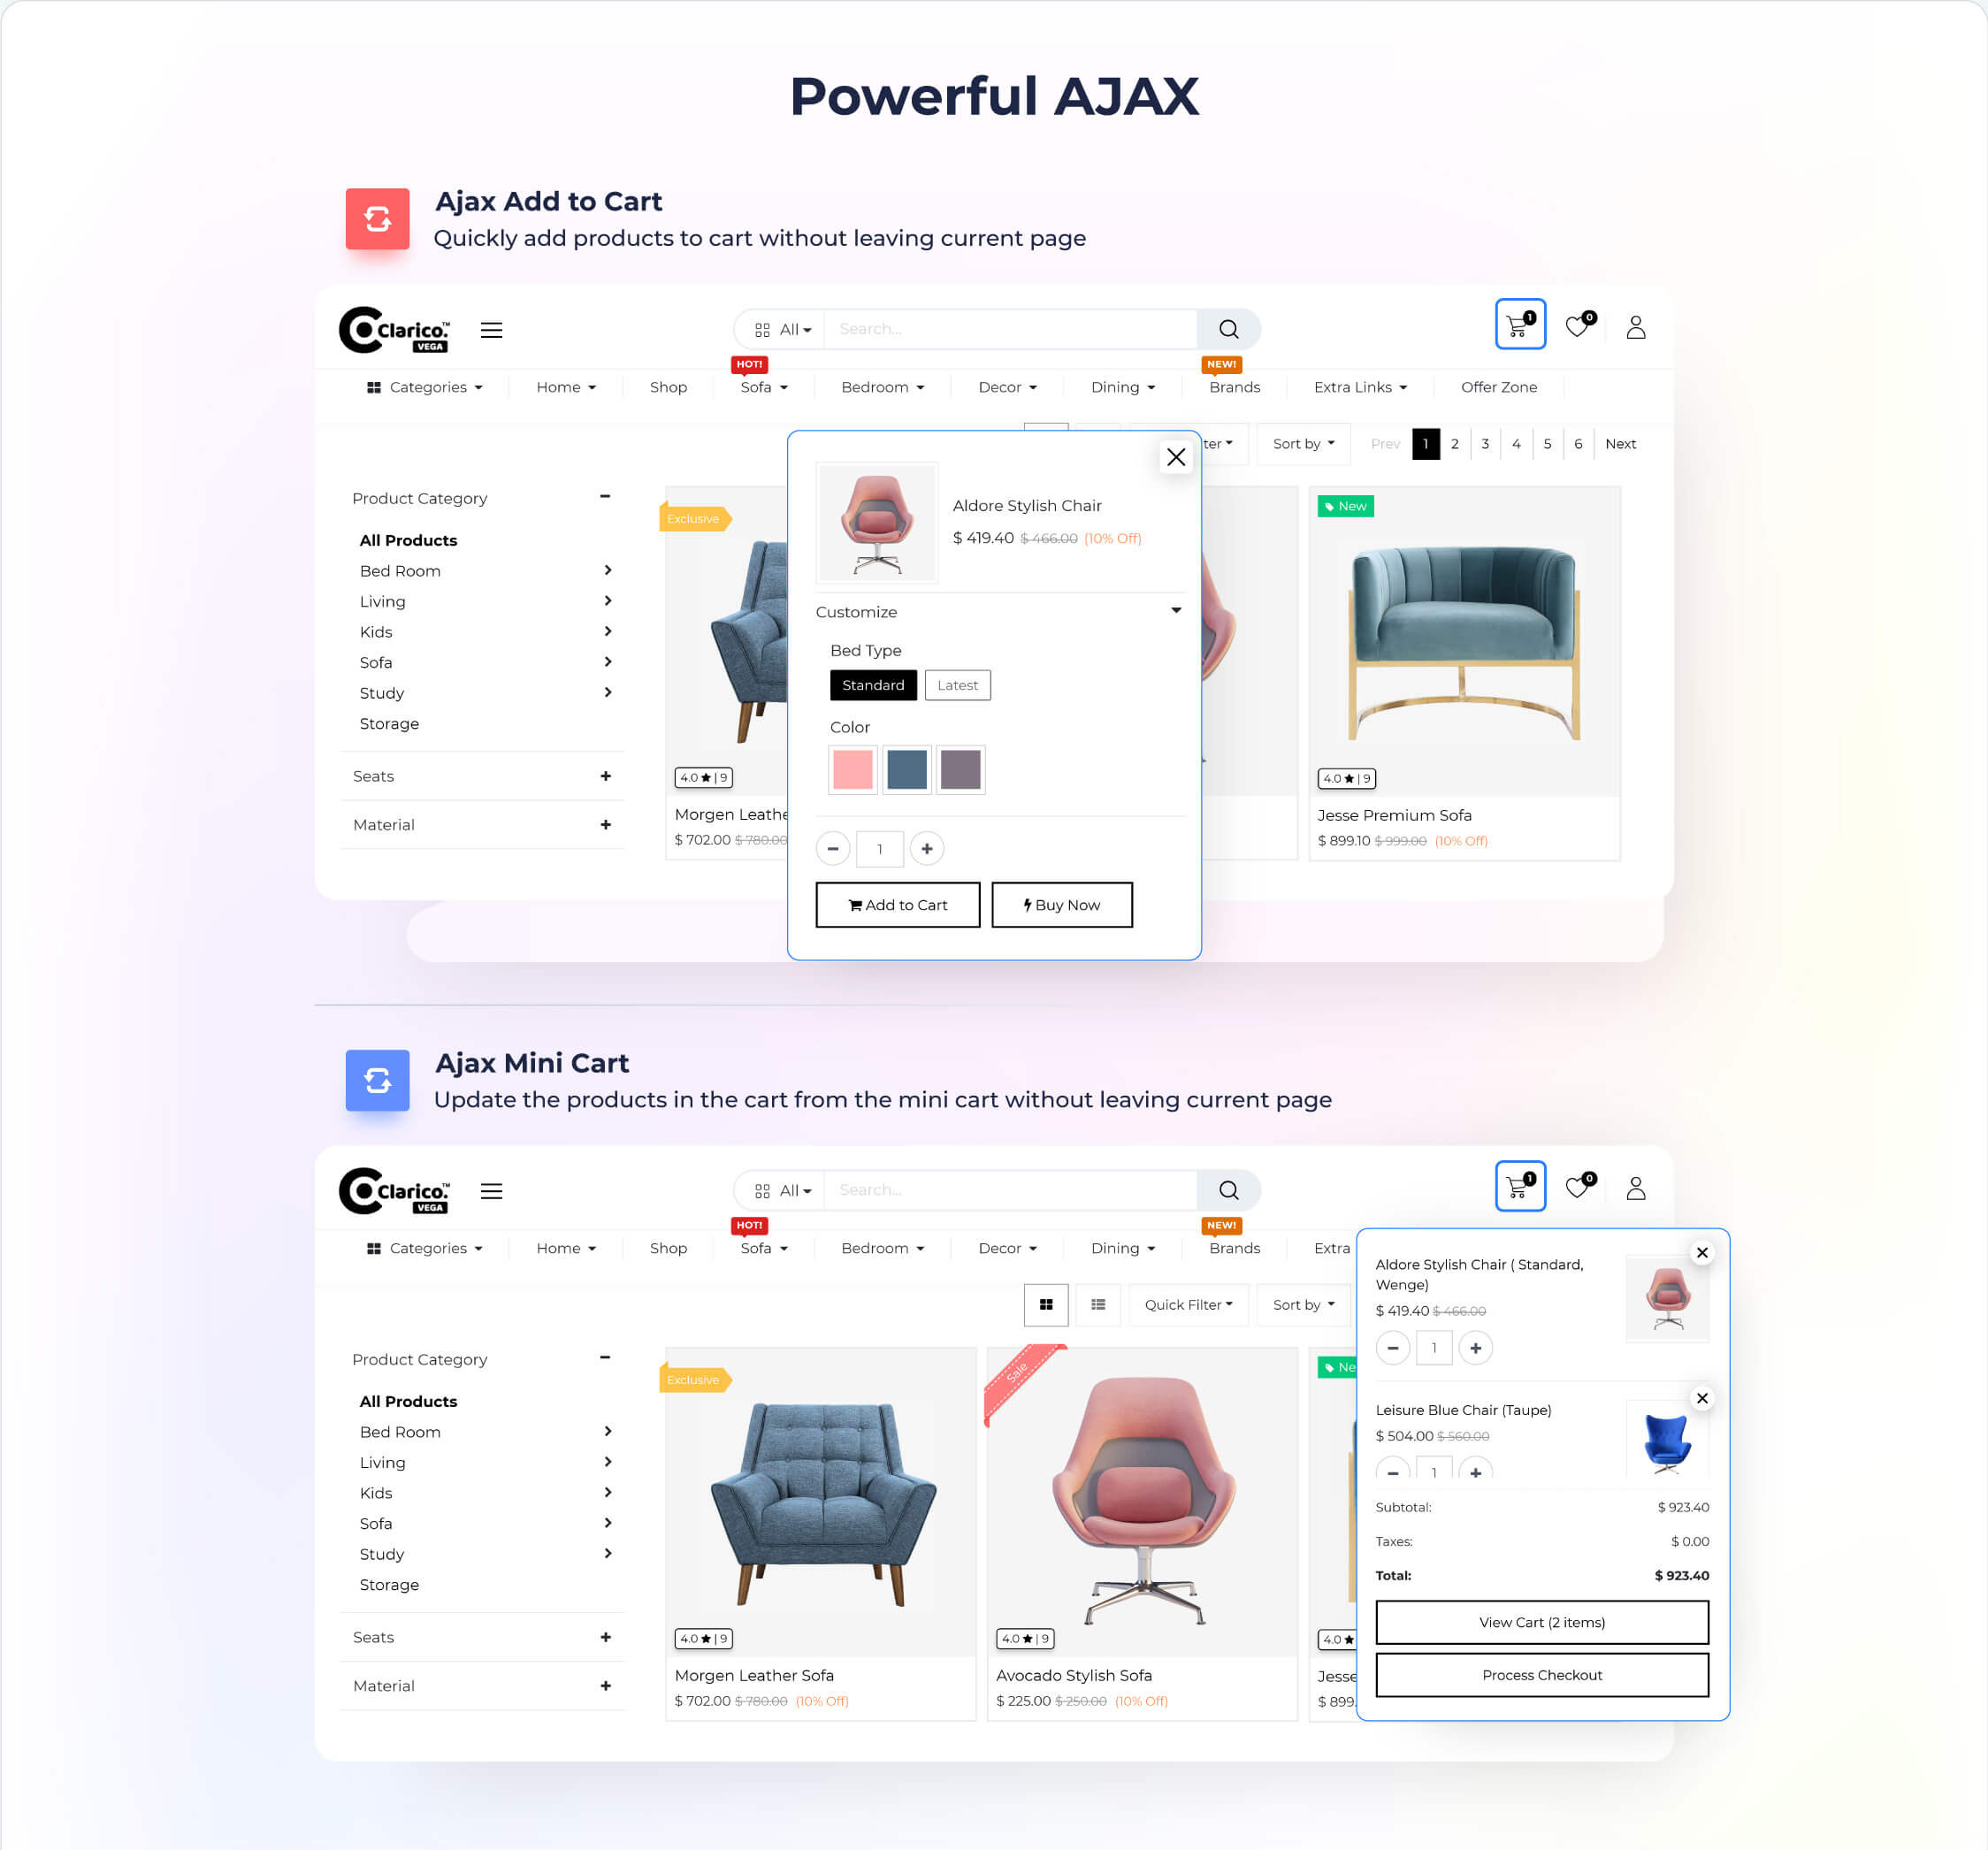 Powerful AJAX
Ajax Add to Cart
Quickly add products to cart without leaving current page
Clarico.™
VEGA
All
Search...
1
0
HOT!
NEW!
Categories
Home
Shop
Sofa
Bedroom
Decor
Dining
Brands
Extra Links
Offer Zone
ter
Sort by
Prev 1 2 3 4 5 6 Next
Product Category
All Products
Bed Room
Living
Kids
Sofa
Study
Storage
Seats
Material
Exclusive
4.0 ★ | 9
Morgen Leathe
$ 702.00 $ 780.00
Aldore Stylish Chair
$ 419.40 $ 466.00 (10% Off)
Customize
Bed Type
Standard
Latest
Color
1
Add to Cart
Buy Now
New
4.0 ★ | 9
Jesse Premium Sofa
$ 899.10 $ 999.00 (10% Off)
Ajax Mini Cart
Update the products in the cart from the mini cart without leaving current page
Clarico.™
VEGA
All
Search...
1
0
HOT!
NEW!
Categories
Home
Shop
Sofa
Bedroom
Decor
Dining
Brands
Extra
Quick Filter
Sort by
Product Category
All Products
Bed Room
Living
Kids
Sofa
Study
Storage
Seats
Material
Exclusive
4.0 ★ | 9
Morgen Leather Sofa
$ 702.00 $ 780.00 (10% Off)
Sale
4.0 ★ | 9
Avocado Stylish Sofa
$ 225.00 $ 250.00 (10% Off)
Ne
4.0 ★
Jesse
$ 899.
Aldore Stylish Chair ( Standard,
Wenge)
$ 419.40 $ 466.00
1
Leisure Blue Chair (Taupe)
$ 504.00 $ 560.00
1
Subtotal: $ 923.40
Taxes: $ 0.00
Total: $ 923.40
View Cart (2 items)
Process Checkout